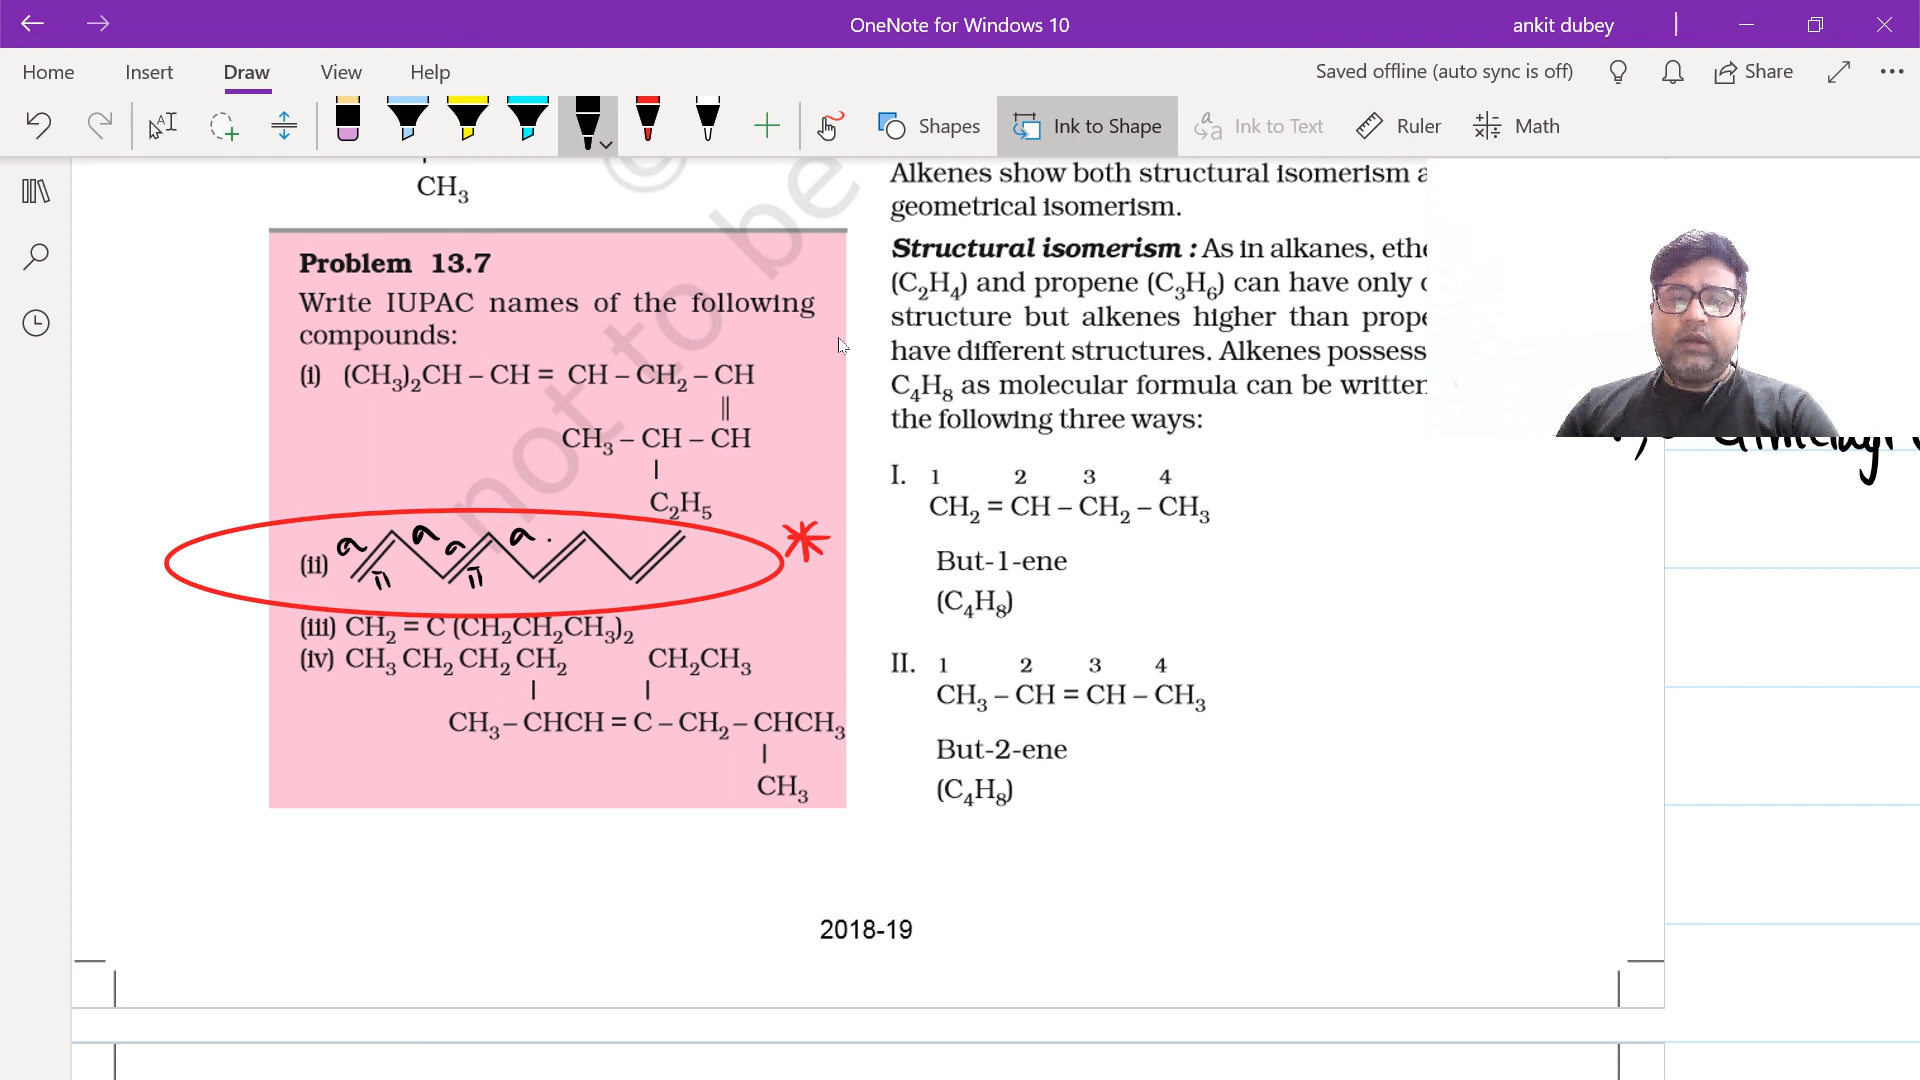 OneNote for Windows 10
ankit dubey
Home Insert Draw View Help
Saved offline (auto sync is off)
Share
Shapes
Ink to Shape
Ink to Text
Ruler
Math
not to be
CH₃
Problem 13.7
Write IUPAC names of the following
compounds:
(i) (CH₃)₂CH – CH = CH – CH₂ – CH
||
CH₃ – CH – CH
|
C₂H₅
(ii)
(iii) CH₂ = C (CH₂CH₂CH₃)₂
(iv) CH₃ CH₂ CH₂ CH₂ CH₂CH₃
| |
CH₃ – CHCH = C – CH₂ – CHCH₃
|
CH₃
Alkenes show both structural isomerism a
geometrical isomerism.
Structural isomerism : As in alkanes, ethe
(C₂H₄) and propene (C₃H₆) can have only
structure but alkenes higher than prope
have different structures. Alkenes possess
C₄H₈ as molecular formula can be written
the following three ways:
I. 1 2 3 4
CH₂ = CH – CH₂ – CH₃
But-1-ene
(C₄H₈)
II. 1 2 3 4
CH₃ – CH = CH – CH₃
But-2-ene
(C₄H₈)
2018-19